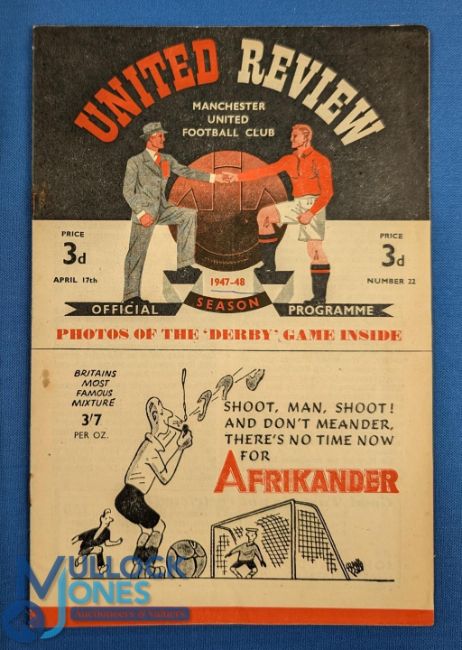 UNITED REVIEW
MANCHESTER
UNITED
FOOTBALL CLUB
PRICE
3d
APRIL 17th
PRICE
3d
NUMBER 22
1947-48
OFFICIAL SEASON PROGRAMME
PHOTOS OF THE 'DERBY' GAME INSIDE
BRITAINS
MOST
FAMOUS
MIXTURE
3'7
PER OZ.
SHOOT, MAN, SHOOT!
AND DON'T MEANDER,
THERE'S NO TIME NOW
FOR
AFRIKANDER
MULLOCK
JONES
Auctioneers & Valuers